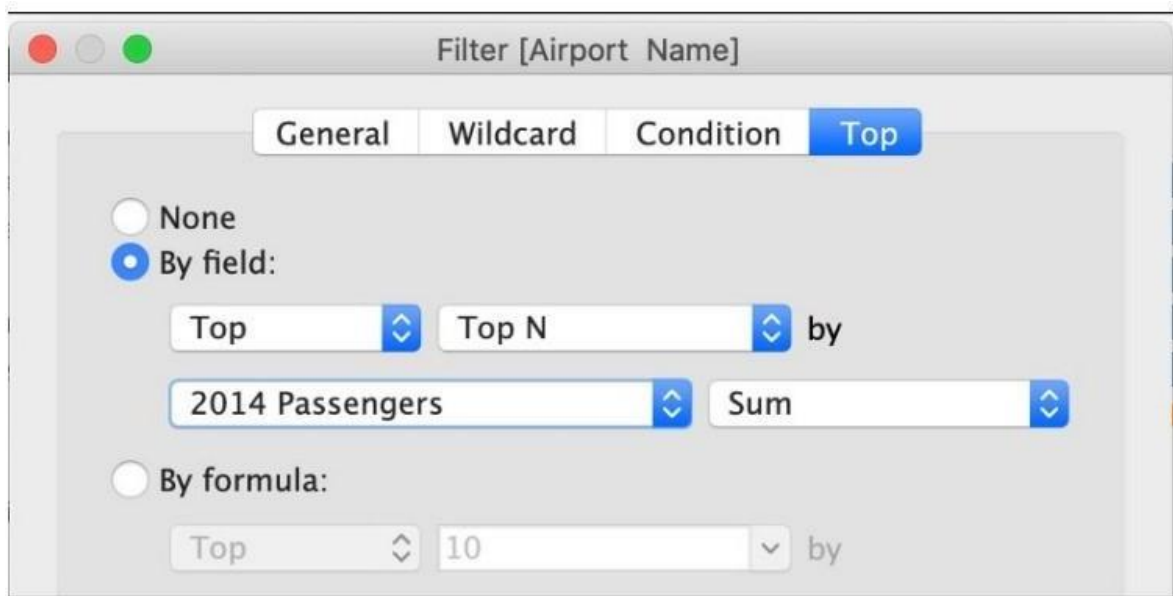 Filter [Airport Name]
General Wildcard Condition Top
None
By field:
Top Top N by
2014 Passengers Sum
By formula:
Top 10 by